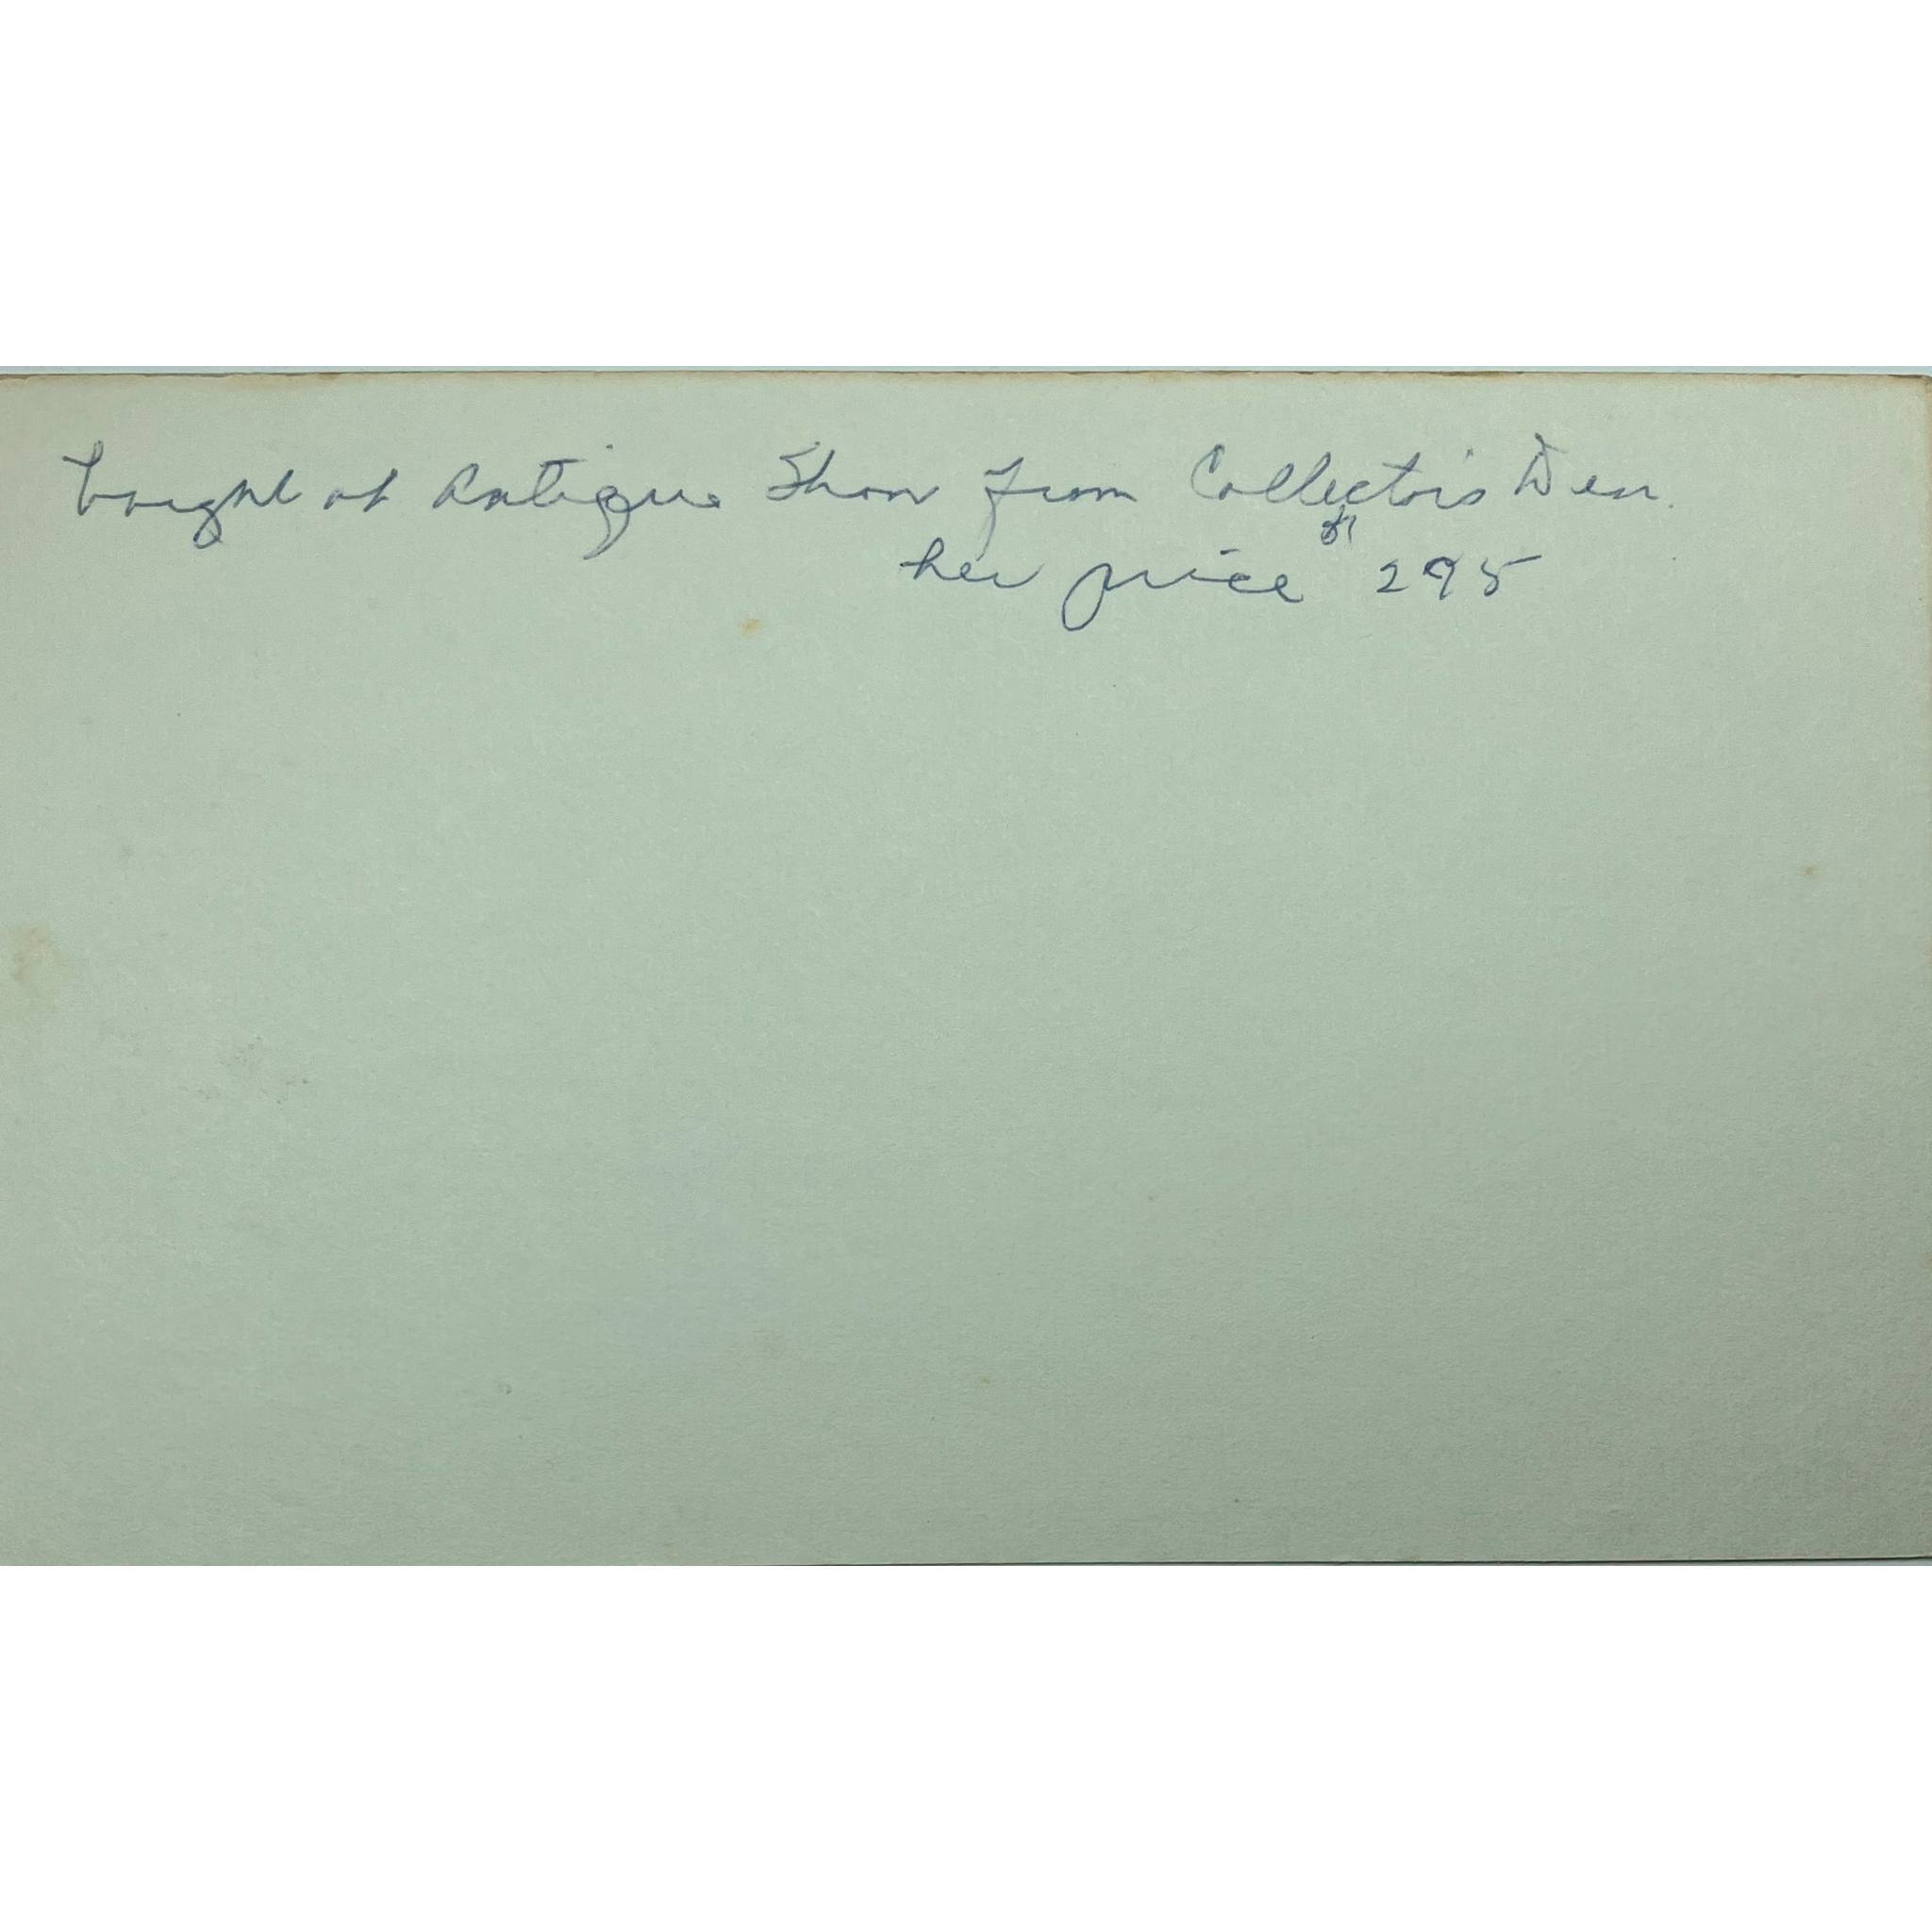 bought at Antique Show from Collector's Den.
her price $ 295